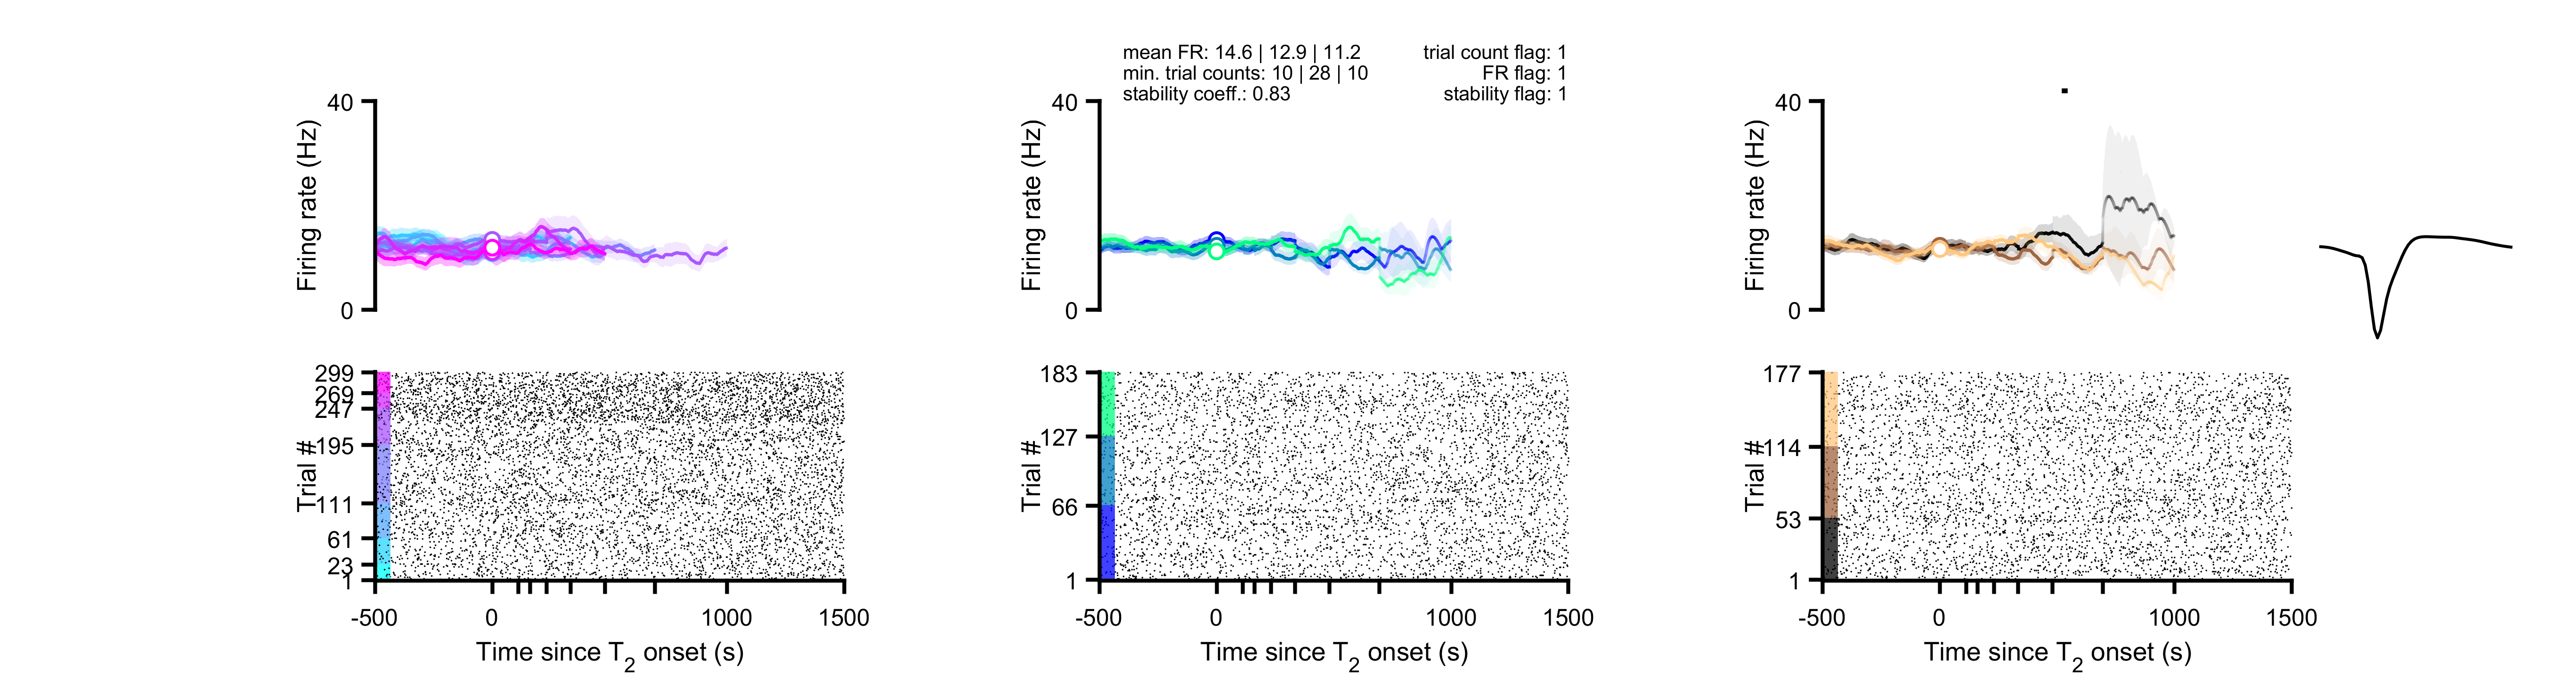 mean FR: 14.6 | 12.9 | 11.2
min. trial counts: 10 | 28 | 10
stability coeff.: 0.83
trial count flag: 1
FR flag: 1
stability flag: 1
40
0
Firing rate (Hz)
40
0
Firing rate (Hz)
40
0
Firing rate (Hz)
299
269
247
195
111
61
23
1
Trial #
-500
0
1000
1500
Time since T2 onset (s)
183
127
66
1
Trial #
-500
0
1000
1500
Time since T2 onset (s)
177
114
53
1
Trial #
-500
0
1000
1500
Time since T2 onset (s)